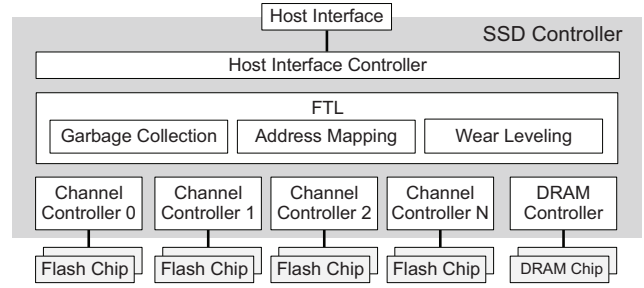 Host Interface
SSD Controller
Host Interface Controller
FTL
Garbage Collection
Address Mapping
Wear Leveling
Channel
Controller 0
Channel
Controller 1
Channel
Controller 2
Channel
Controller N
DRAM
Controller
Flash Chip
Flash Chip
Flash Chip
Flash Chip
DRAM Chip